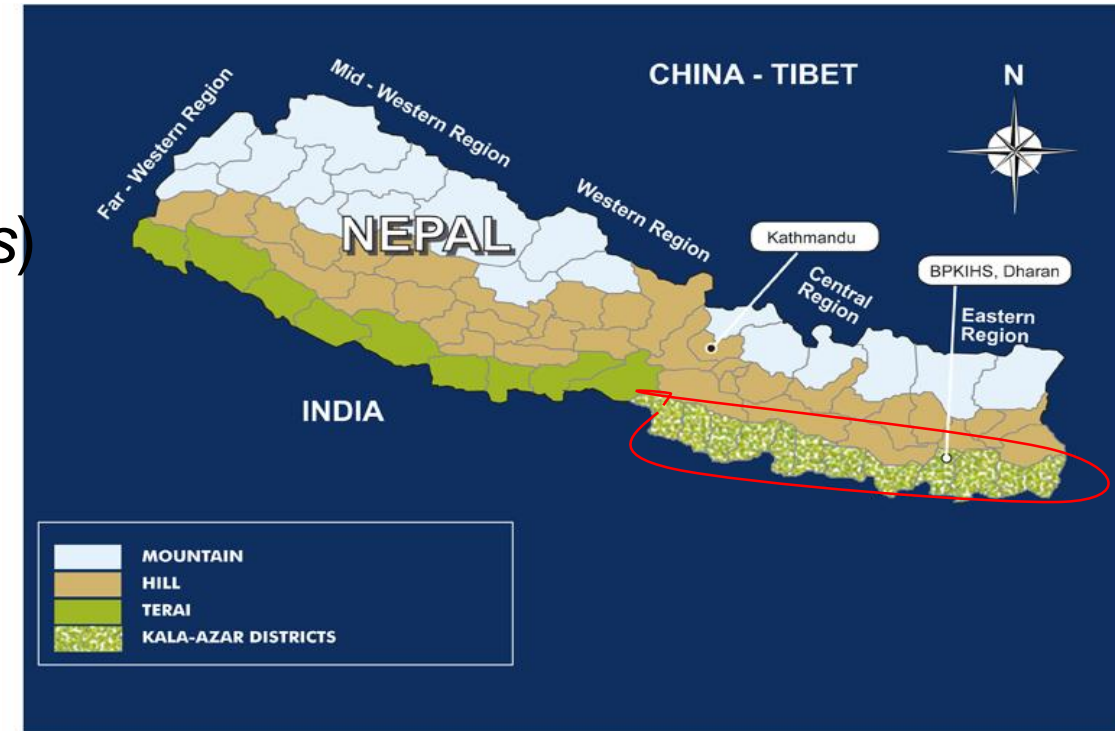 s)
CHINA - TIBET
N
Far - Western Region
Mid - Western Region
Western Region
NEPAL
Kathmandu
Central
Region
BPKIHS, Dharan
Eastern
Region
INDIA
MOUNTAIN
HILL
TERAI
KALA-AZAR DISTRICTS